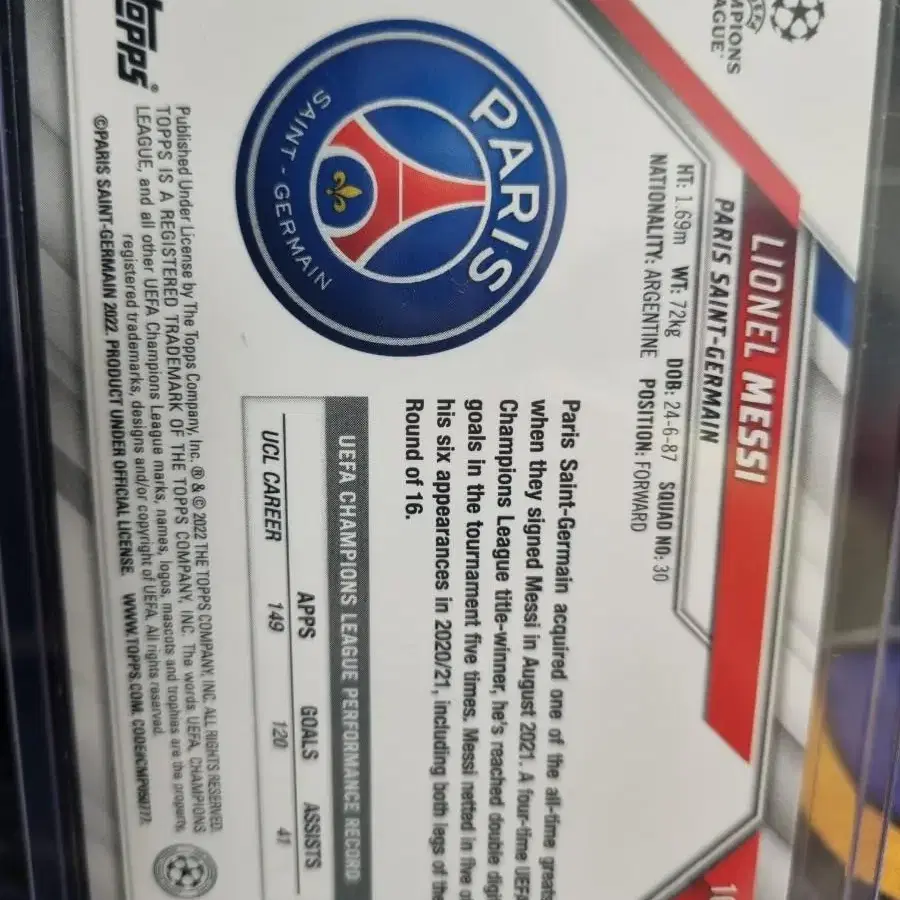 LIONEL MESSI
PARIS SAINT-GERMAIN
HT: 1.69m WT: 72kg DOB: 24-6-87 SQUAD NO: 30
NATIONALITY: ARGENTINE POSITION: FORWARD
PARIS
SAINT-GERMAIN
Paris Saint-Germain acquired one of the all-time greats
when they signed Messi in August 2021. A four-time UEFA
Champions League title-winner, he's reached double digi
goals in the tournament five times. Messi netted in five o
his six appearances in 2020/21, including both legs of the
Round of 16.
UEFA CHAMPIONS LEAGUE PERFORMANCE RECORD
APPS GOALS ASSISTS
UCL CAREER 149 120 41
topps®
Published Under License by The Topps Company, Inc. ® & © 2022 THE TOPPS COMPANY, INC. ALL RIGHTS RESERVED.
TOPPS IS A REGISTERED TRADEMARK OF THE TOPPS COMPANY, INC. The words UEFA, CHAMPIONS
LEAGUE, and all other UEFA Champions League marks, names, logos, mascots and trophies are the property,
registered trademarks, designs and/or copyright of UEFA. All rights reserved.
©PARIS SAINT-GERMAIN 2022. PRODUCT UNDER OFFICIAL LICENSE. WWW.TOPPS.COM.